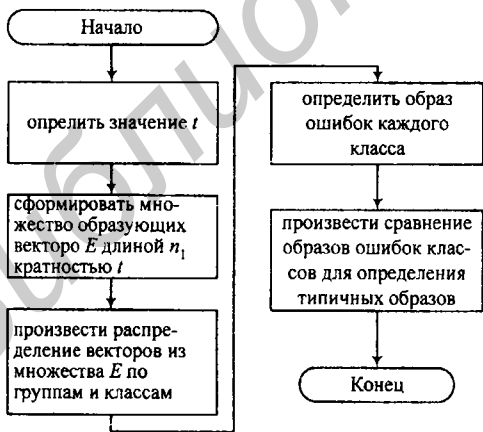 Начало
опрелить значение t
сформировать мно-
жество образующих
векторо E длиной n₁
кратностью t
произвести распре-
деление векторов из
множества E по
группам и классам
определить образ
ошибок каждого
класса
произвести сравнение
образов ошибок клас-
сов для определения
типичных образов
Конец